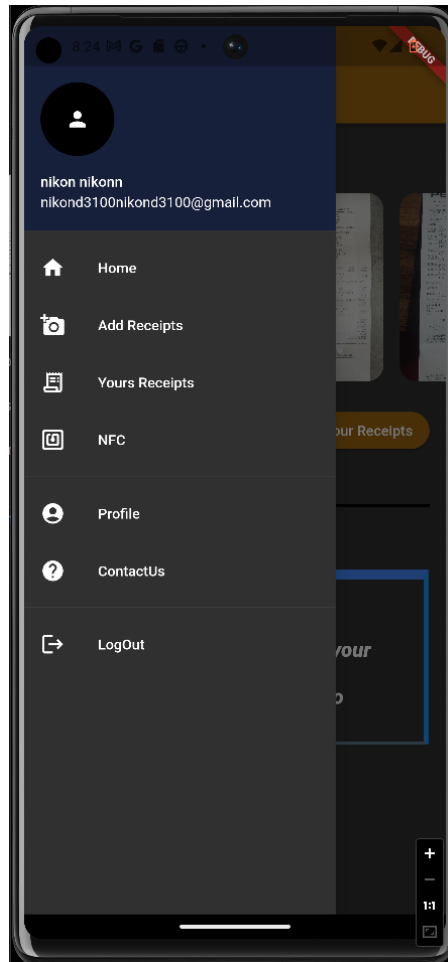 8:24
DEBUG
nikon nikonn
nikond3100nikond3100@gmail.com
Home
Add Receipts
Yours Receipts
our Receipts
NFC
Profile
ContactUs
your
o
LogOut
1:1